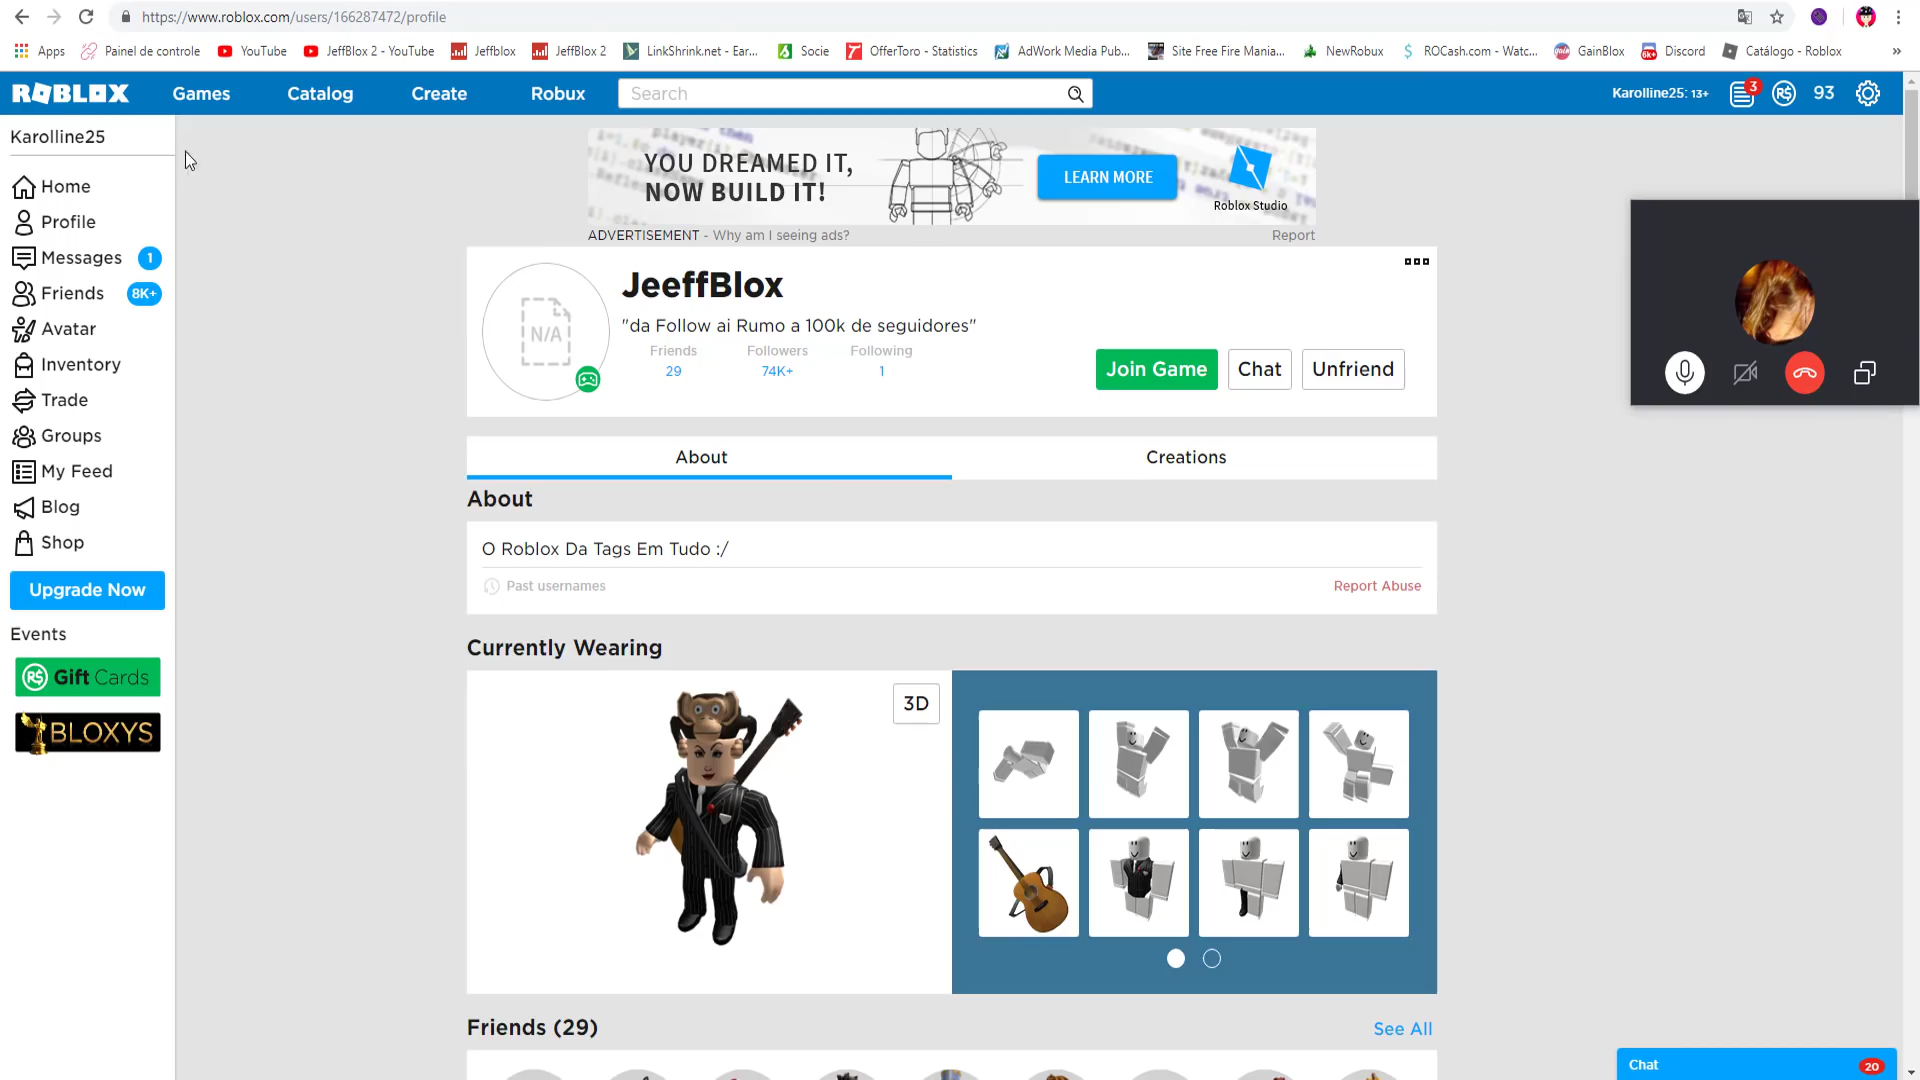 https://www.roblox.com/users/166287472/profile
Apps
Painel de controle
YouTube
JeffBlox 2 - YouTube
Jeffblox
JeffBlox 2
LinkShrink.net - Ear...
Socie
OfferToro - Statistics
AdWork Media Pub...
Site Free Fire Mania...
NewRobux
ROCash.com - Watc...
GainBlox
Discord
Catálogo - Roblox
»
ROBLOX
Games
Catalog
Create
Robux
Search
Karolline25: 13+
3
93
Karolline25
Home
Profile
Messages 1
Friends 8K+
Avatar
Inventory
Trade
Groups
My Feed
Blog
Shop
Upgrade Now
Events
R$ Gift Cards
BLOXYS
YOU DREAMED IT,
NOW BUILD IT!
LEARN MORE
Roblox Studio
ADVERTISEMENT - Why am I seeing ads?
Report
N/A
JeeffBlox
"da Follow ai Rumo a 100k de seguidores"
Friends Followers Following
29 74K+ 1
Join Game
Chat
Unfriend
About
Creations
About
O Roblox Da Tags Em Tudo :/
Past usernames
Report Abuse
Currently Wearing
3D
Friends (29)
See All
Chat 20